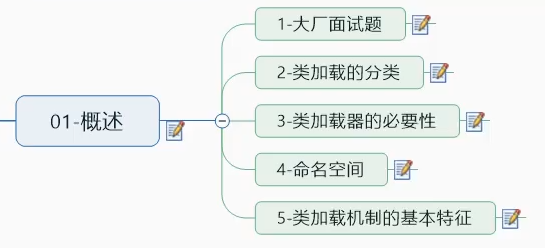 1-大厂面试题
2-类加载的分类
01-概述
3-类加载器的必要性
4-命名空间
5-类加载机制的基本特征